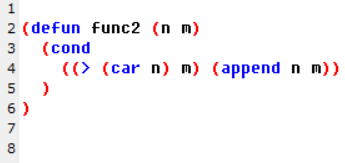 1
2 (defun func2 (n m)
3   (cond
4     ((> (car n) m) (append n m))
5   )
6 )
7
8